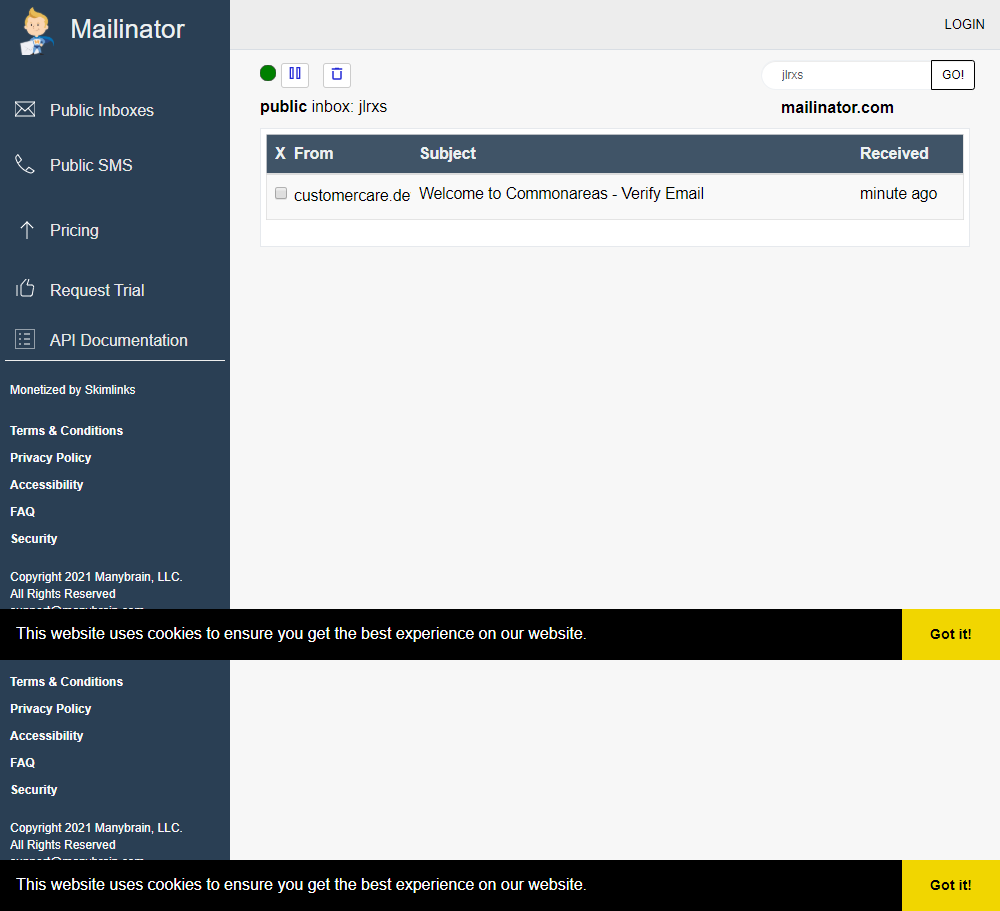 Mailinator
LOGIN
Public Inboxes
Public SMS
Pricing
Request Trial
API Documentation
Monetized by Skimlinks
Terms & Conditions
Privacy Policy
Accessibility
FAQ
Security
Copyright 2021 Manybrain, LLC.
All Rights Reserved
jlrxs
GO!
public inbox: jlrxs
mailinator.com
X From Subject Received
customercare.de Welcome to Commonareas - Verify Email minute ago
This website uses cookies to ensure you get the best experience on our website.
Got it!
Terms & Conditions
Privacy Policy
Accessibility
FAQ
Security
Copyright 2021 Manybrain, LLC.
All Rights Reserved
This website uses cookies to ensure you get the best experience on our website.
Got it!